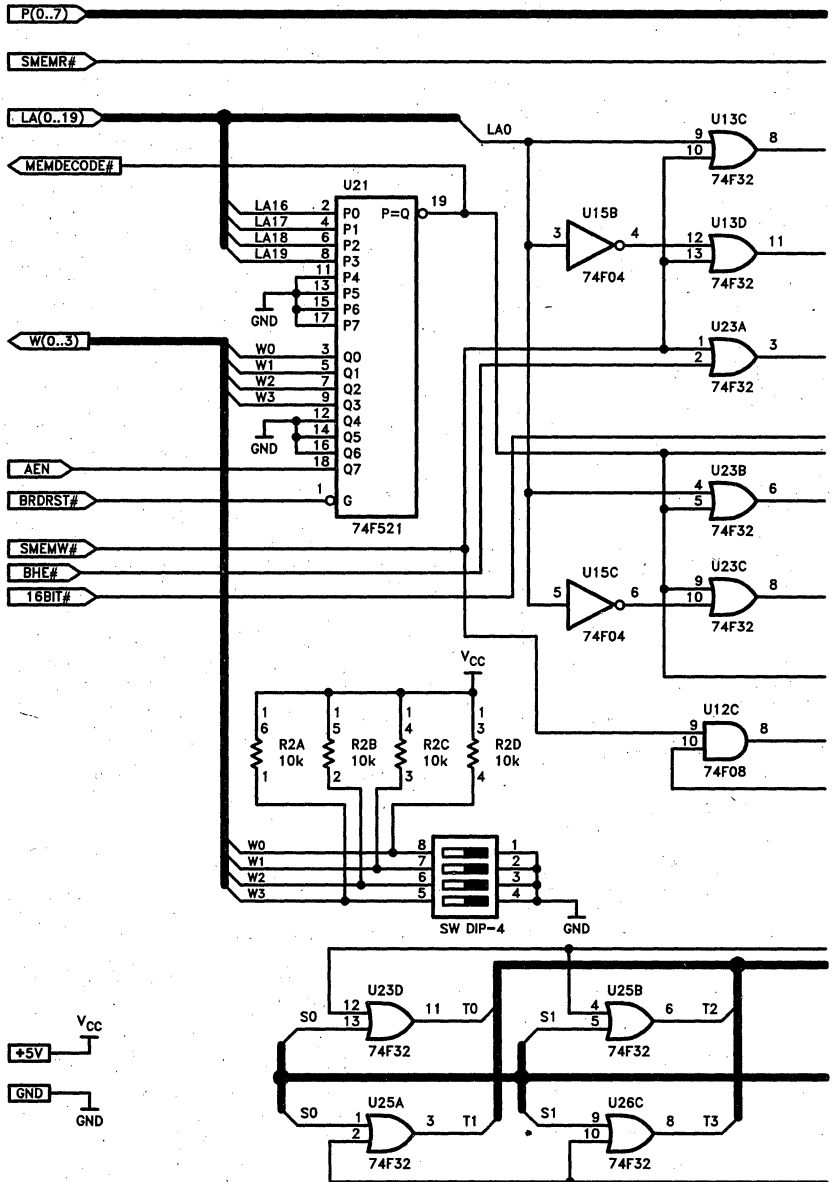 P(0..7)
SMEMR#
LA(0..19)
LA0
U13C
9
10
8
74F32
MEMDECODE#
U21
19
LA16 2 P0 P=Q
LA17 4 P1
LA18 6 P2
LA19 8 P3
11 P4
13 P5
15 P6
17 P7
GND
U15B
3 4
74F04
U13D
12
13
11
74F32
W(0..3)
W0 3 Q0
W1 5 Q1
W2 7 Q2
W3 9 Q3
12 Q4
14 Q5
16 Q6
GND
AEN
18 Q7
BRDRST#
1 G
74F521
U23A
1
2
3
74F32
U23B
4
5
6
74F32
SMEMW#
BHE#
16BIT#
U15C
5 6
74F04
U23C
9
10
8
74F32
VCC
1 1 1 1
6 5 4 3
R2A R2B R2C R2D
10k 10k 10k 10k
1 2 3 4
U12C
9
10
8
74F08
W0 8 1
W1 7 2
W2 6 3
W3 5 4
SW DIP-4
GND
U23D
S0
12
13
11 T0
74F32
U25B
S1
4
5
6 T2
74F32
VCC
+5V
GND
GND
U25A
S0
1
2
3 T1
74F32
U26C
S1
9
10
8 T3
74F32